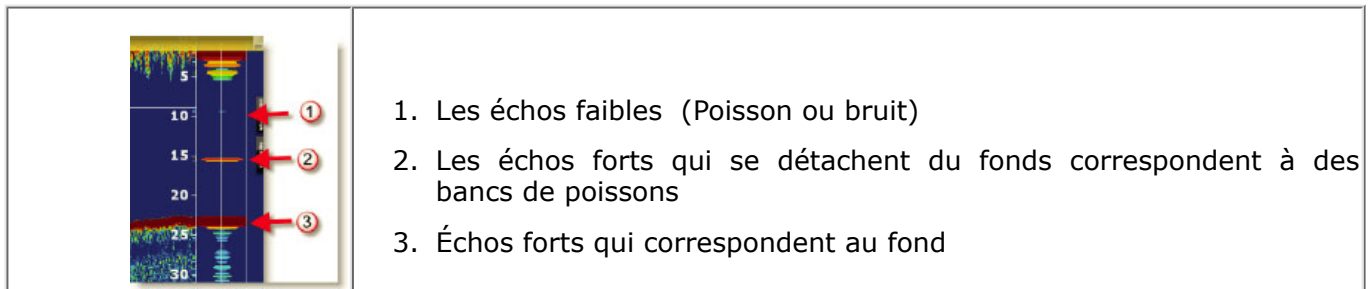 5
10
15
20
25
30
1
2
3
1. Les échos faibles (Poisson ou bruit)
2. Les échos forts qui se détachent du fonds correspondent à des
bancs de poissons
3. Échos forts qui correspondent au fond